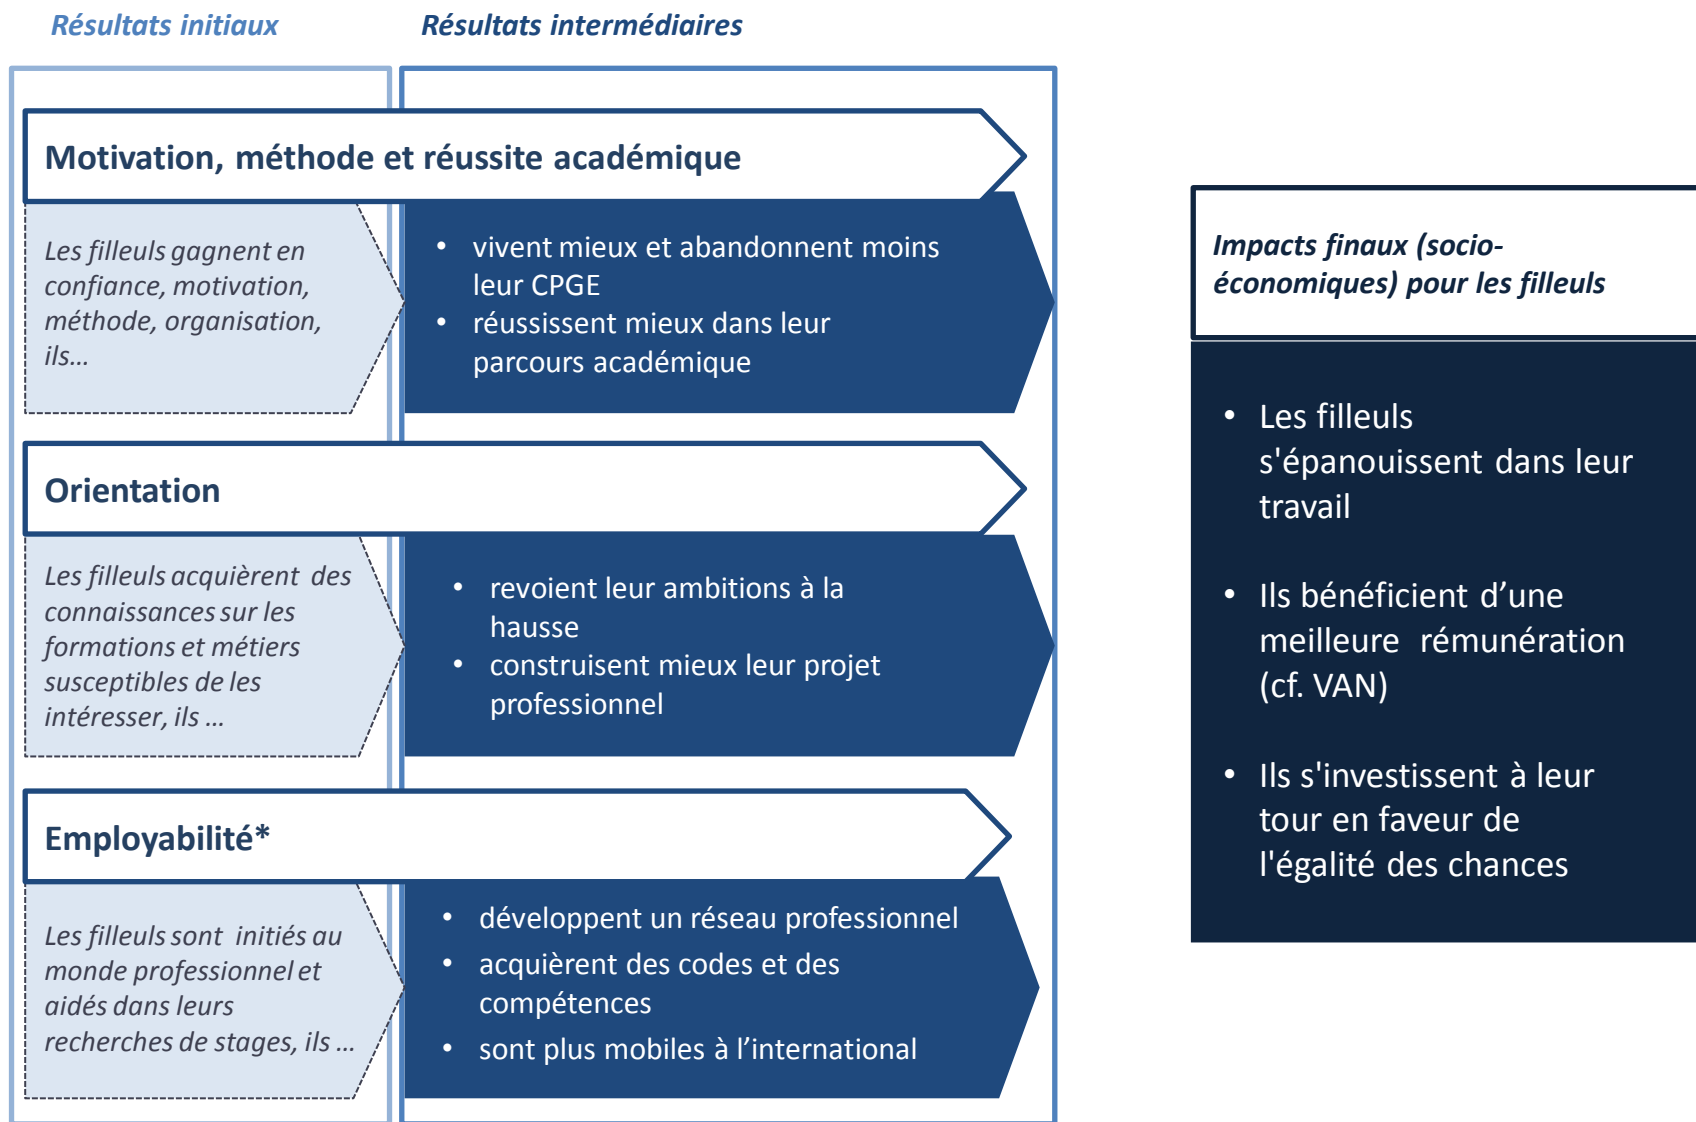 Résultats initiaux
Résultats intermédiaires
Motivation, méthode et réussite académique
Les filleuls gagnent en
confiance, motivation,
méthode, organisation,
ils...
• vivent mieux et abandonnent moins
leur CPGE
• réussissent mieux dans leur
parcours académique
Orientation
Les filleuls acquièrent des
connaissances sur les
formations et métiers
susceptibles de les
intéresser, ils ...
• revoient leur ambitions à la
hausse
• construisent mieux leur projet
professionnel
Employabilité*
Les filleuls sont initiés au
monde professionnel et
aidés dans leurs
recherches de stages, ils ...
• développent un réseau professionnel
• acquièrent des codes et des
compétences
• sont plus mobiles à l’international
Impacts finaux (socio-
économiques) pour les filleuls
• Les filleuls
s'épanouissent dans leur
travail
• Ils bénéficient d’une
meilleure rémunération
(cf. VAN)
• Ils s'investissent à leur
tour en faveur de
l'égalité des chances